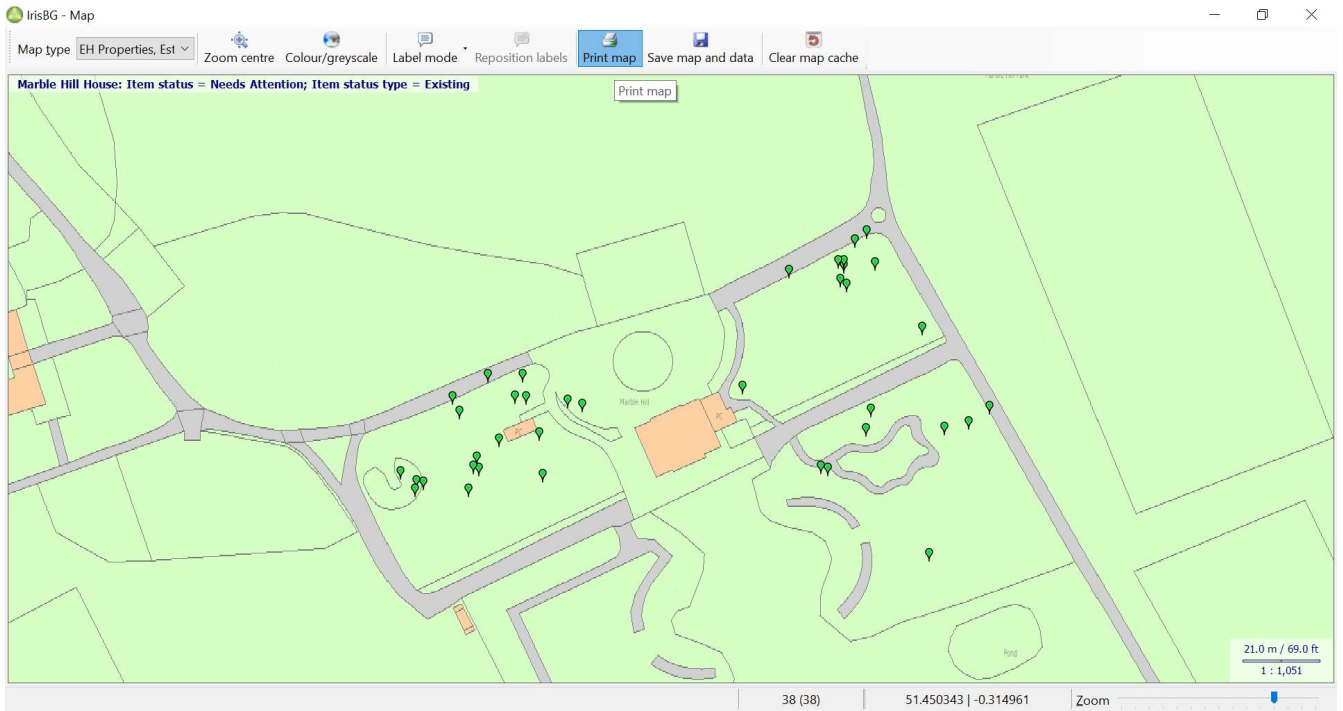 IrisBG - Map
Map type EH Properties, Est Zoom centre Colour/greyscale Label mode Reposition labels Print map Save map and data Clear map cache
Marble Hill House: Item status = Needs Attention; Item status type = Existing
Print map
Marble Hill
PC
PC
Pond
21.0 m / 69.0 ft
1 : 1,051
38 (38) 51.450343 | -0.314961 Zoom